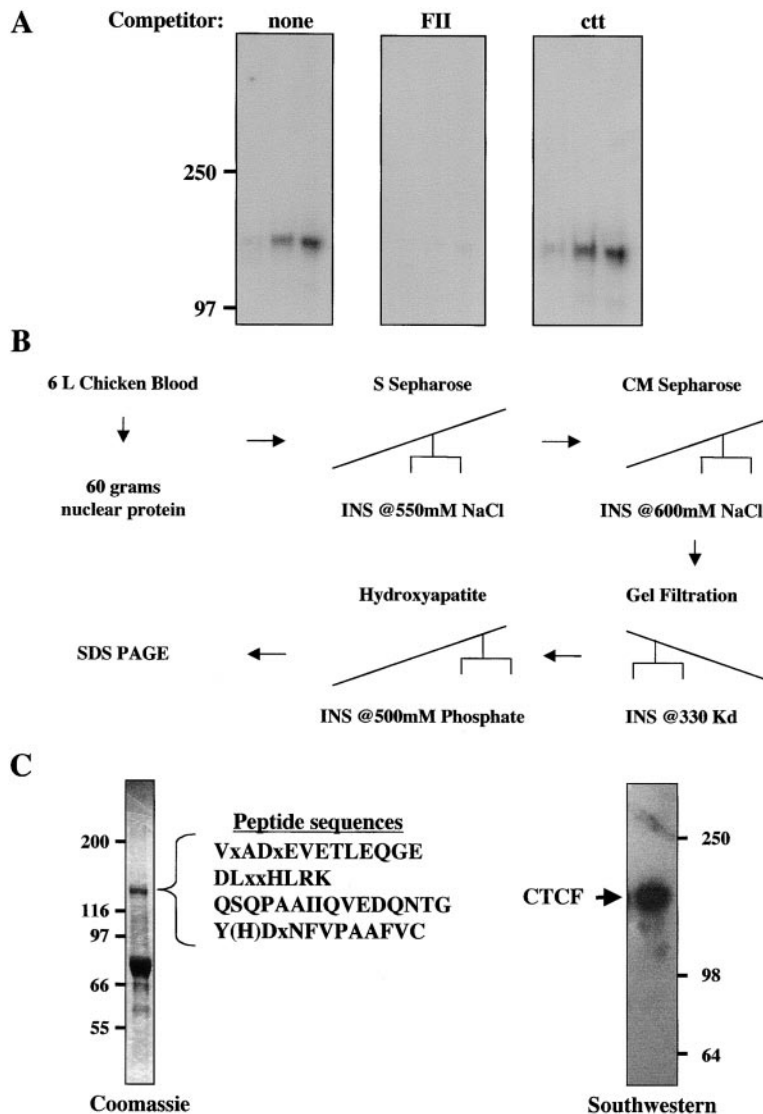 A
Competitor: none FII ctt
250
97
B
6 L Chicken Blood
S Sepharose
CM Sepharose
60 grams
nuclear protein
INS @550mM NaCl
INS @600mM NaCl
Hydroxyapatite
Gel Filtration
SDS PAGE
INS @500mM Phosphate
INS @330 Kd
C
200
116
97
66
55
Coomassie
Peptide sequences
VxADxEVETLEQGE
DLxxHLRK
QSQPAAIIQVEDQNTG
Y(H)DxNFVPAAFVC
CTCF
250
98
64
Southwestern